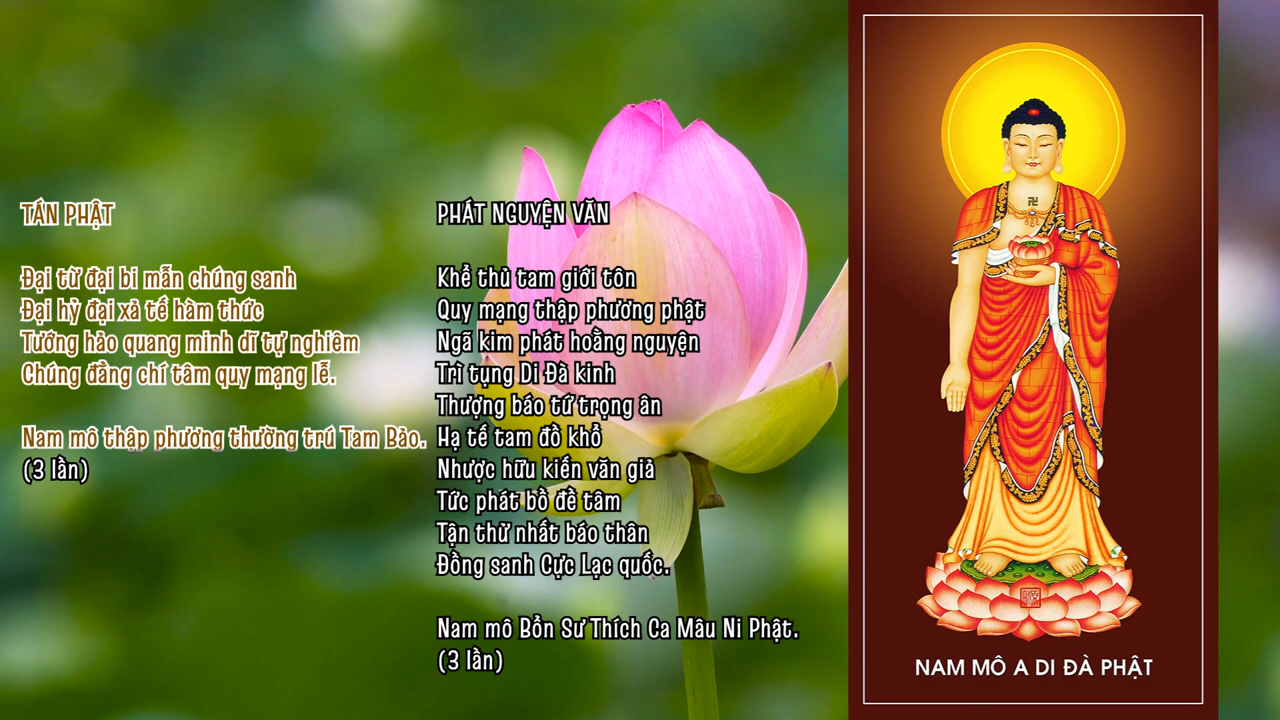 TÁN PHẬT
Đại từ đại bi mẫn chúng sanh
Đại hỷ đại xả tế hàm thức
Tướng hảo quang minh dĩ tự nghiêm
Chúng đẳng chí tâm quy mạng lễ.
Nam mô thập phương thường trú Tam Bảo.
(3 lần)
PHÁT NGUYỆN VĂN
Khể thủ tam giới tôn
Quy mạng thập phương phật
Ngã kim phát hoằng nguyện
Trì tụng Di Đà kinh
Thượng báo tứ trọng ân
Hạ tế tam đồ khổ
Nhược hữu kiến văn giả
Tức phát bồ đề tâm
Tận thử nhất báo thân
Đồng sanh Cực Lạc quốc.
Nam mô Bổn Sư Thích Ca Mâu Ni Phật.
(3 lần)
卍
NAM MÔ A DI ĐÀ PHẬT